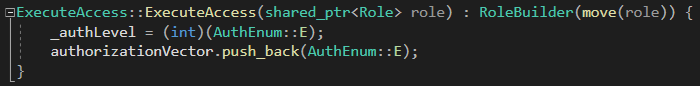 ExecuteAccess::ExecuteAccess(shared_ptr<Role> role) : RoleBuilder(move(role)) {
    _authLevel = (int)(AuthEnum::E);
    authorizationVector.push_back(AuthEnum::E);
}